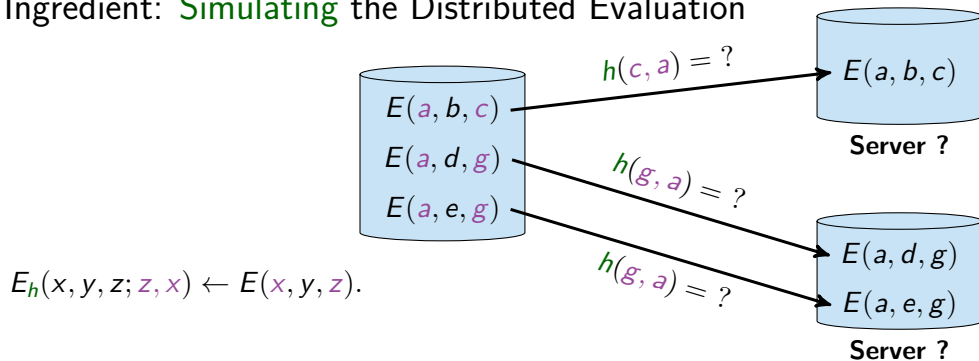 Ingredient: Simulating the Distributed Evaluation
h(c, a) = ?
E(a, b, c)
Server ?
E(a, b, c)
E(a, d, g)
E(a, e, g)
h(g, a) = ?
h(g, a) = ?
E(a, d, g)
E(a, e, g)
Server ?
E_h(x, y, z; z, x) ← E(x, y, z).